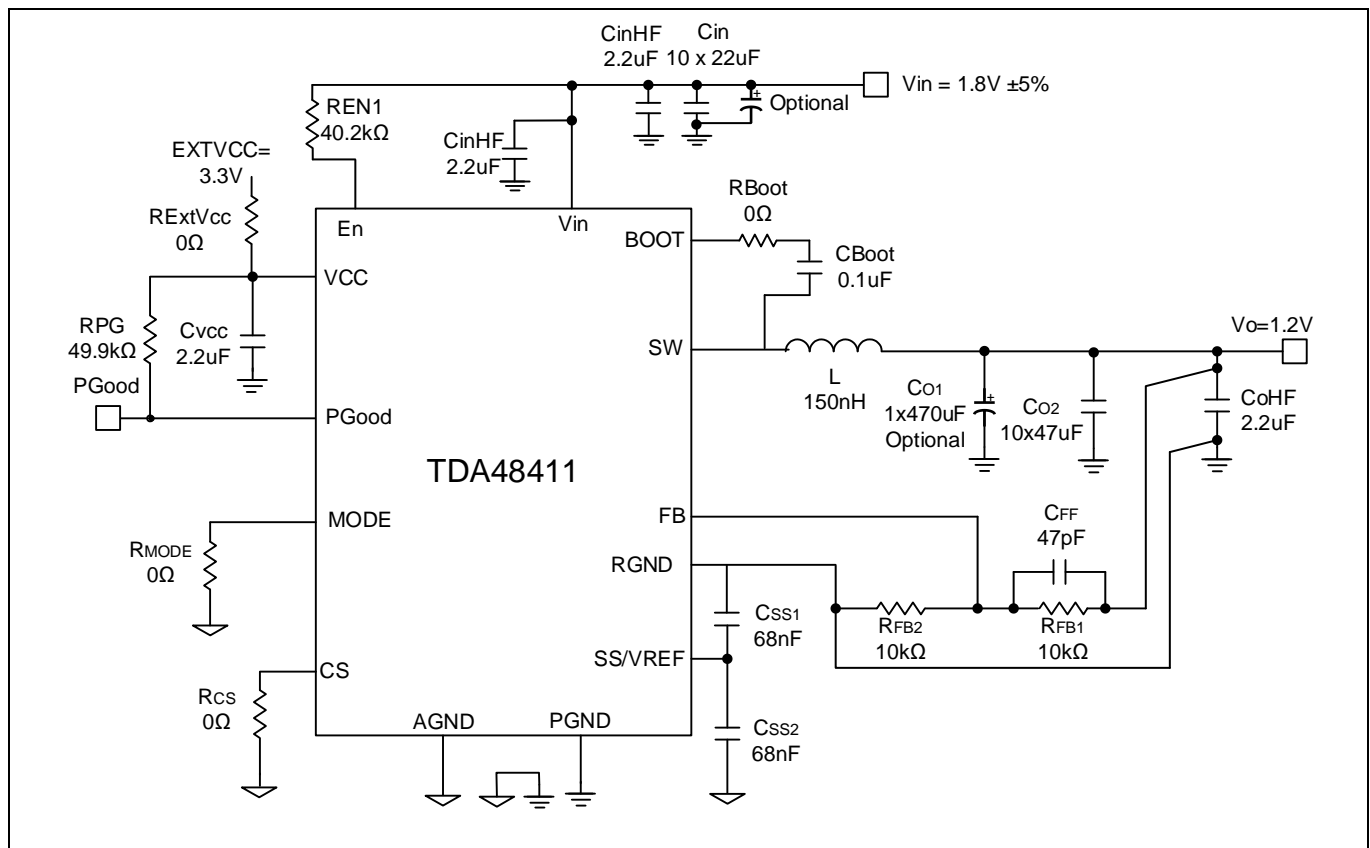 CinHF
2.2uF
Cin
10 x 22uF
Optional
Vin = 1.8V ±5%
REN1
40.2kΩ
CinHF
2.2uF
EXTVCC=
3.3V
RExtVcc
0Ω
En
Vin
BOOT
RBoot
0Ω
CBoot
0.1uF
VCC
RPG
49.9kΩ
Cvcc
2.2uF
PGood
PGood
SW
L
150nH
Vo=1.2V
CO1
1x470uF
Optional
CO2
10x47uF
CoHF
2.2uF
TDA48411
MODE
RMODE
0Ω
FB
RGND
CFF
47pF
RFB2
10kΩ
RFB1
10kΩ
CSS1
68nF
SS/VREF
CSS2
68nF
CS
RCS
0Ω
AGND
PGND